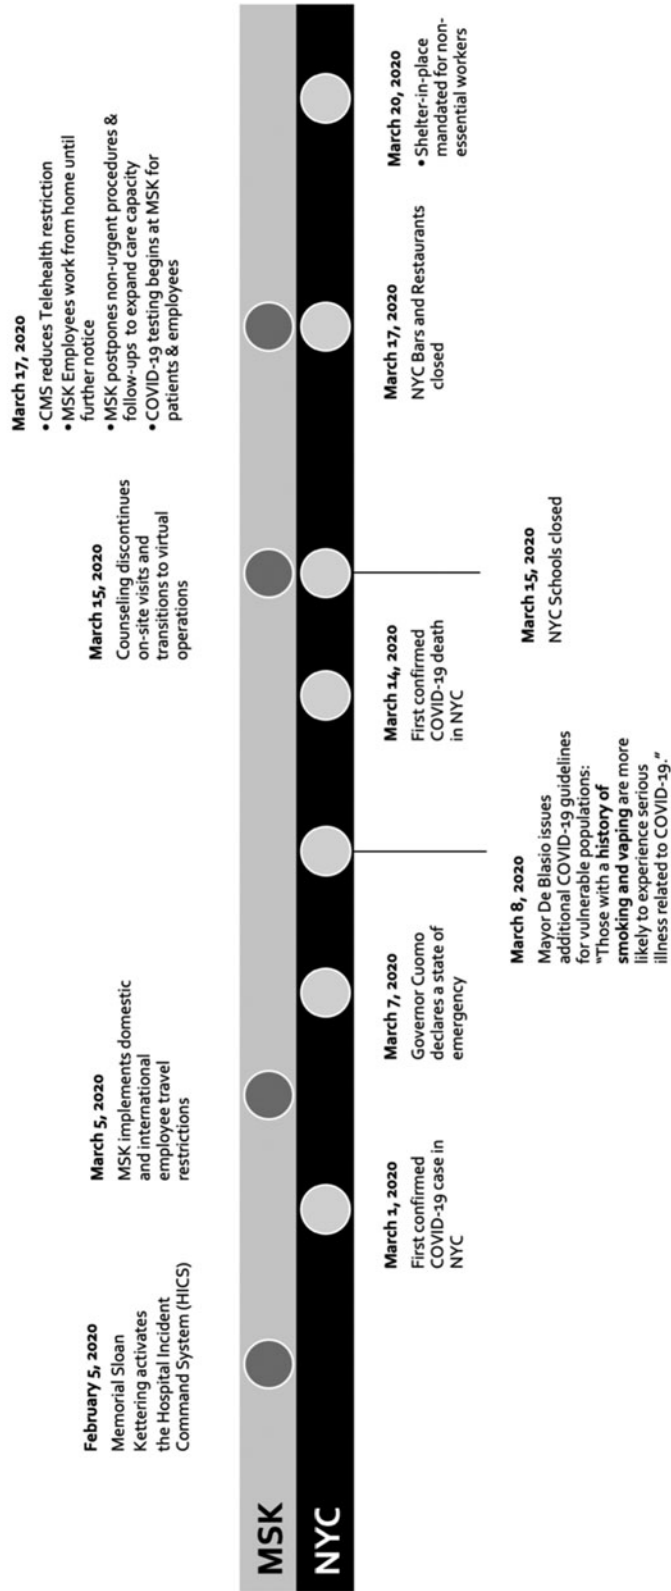 February 5, 2020
Memorial Sloan
Kettering activates
the Hospital Incident
Command System (HICS)
March 5, 2020
MSK implements domestic
and international
employee travel
restrictions
March 15, 2020
Counseling discontinues
on-site visits and
transitions to virtual
operations
March 17, 2020
• CMS reduces Telehealth restriction
• MSK Employees work from home until
further notice
• MSK postpones non-urgent procedures &
follow-ups to expand care capacity
• COVID-19 testing begins at MSK for
patients & employees
MSK
NYC
March 1, 2020
First confirmed
COVID-19 case in
NYC
March 7, 2020
Governor Cuomo
declares a state of
emergency
March 8, 2020
Mayor De Blasio issues
additional COVID-19 guidelines
for vulnerable populations:
"Those with a history of
smoking and vaping are more
likely to experience serious
illness related to COVID-19."
March 14, 2020
First confirmed
COVID-19 death
in NYC
March 15, 2020
NYC Schools closed
March 17, 2020
NYC Bars and Restaurants
closed
March 20, 2020
• Shelter-in-place
mandated for non-
essential workers